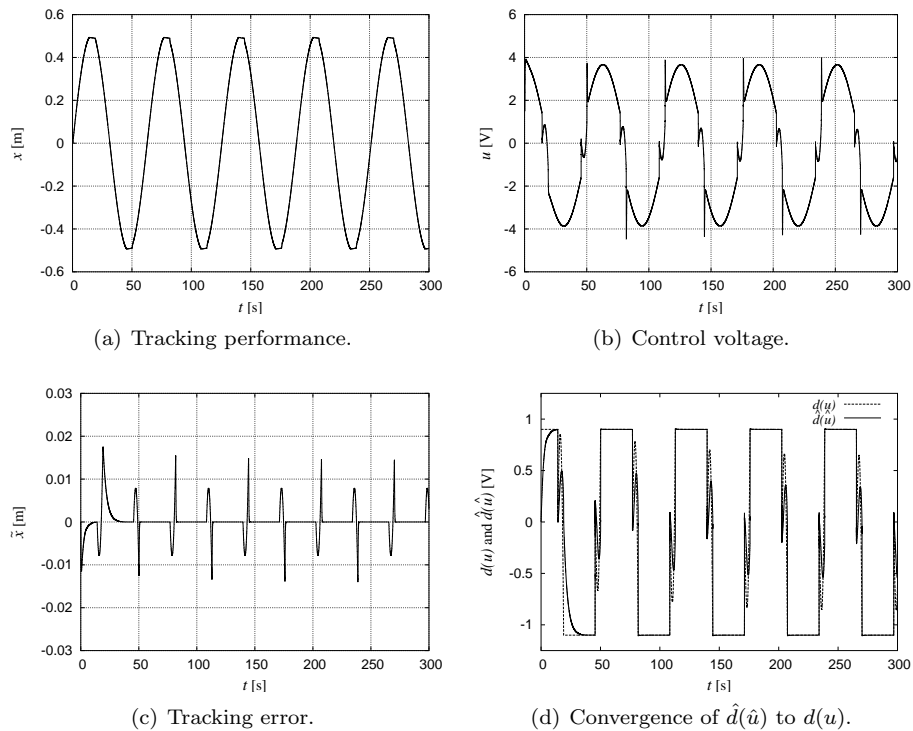 0.6
0.4
0.2
0
-0.2
-0.4
-0.6
x [m]
0 50 100 150 200 250 300
t [s]
(a) Tracking performance.
6
4
2
0
-2
-4
-6
u [V]
0 50 100 150 200 250 300
t [s]
(b) Control voltage.
0.03
0.02
0.01
0
-0.01
-0.02
-0.03
x̃ [m]
0 50 100 150 200 250 300
t [s]
(c) Tracking error.
d(u)
d̂(û)
1
0.5
0
-0.5
-1
d(u) and d̂(û) [V]
0 50 100 150 200 250 300
t [s]
(d) Convergence of d̂(û) to d(u).